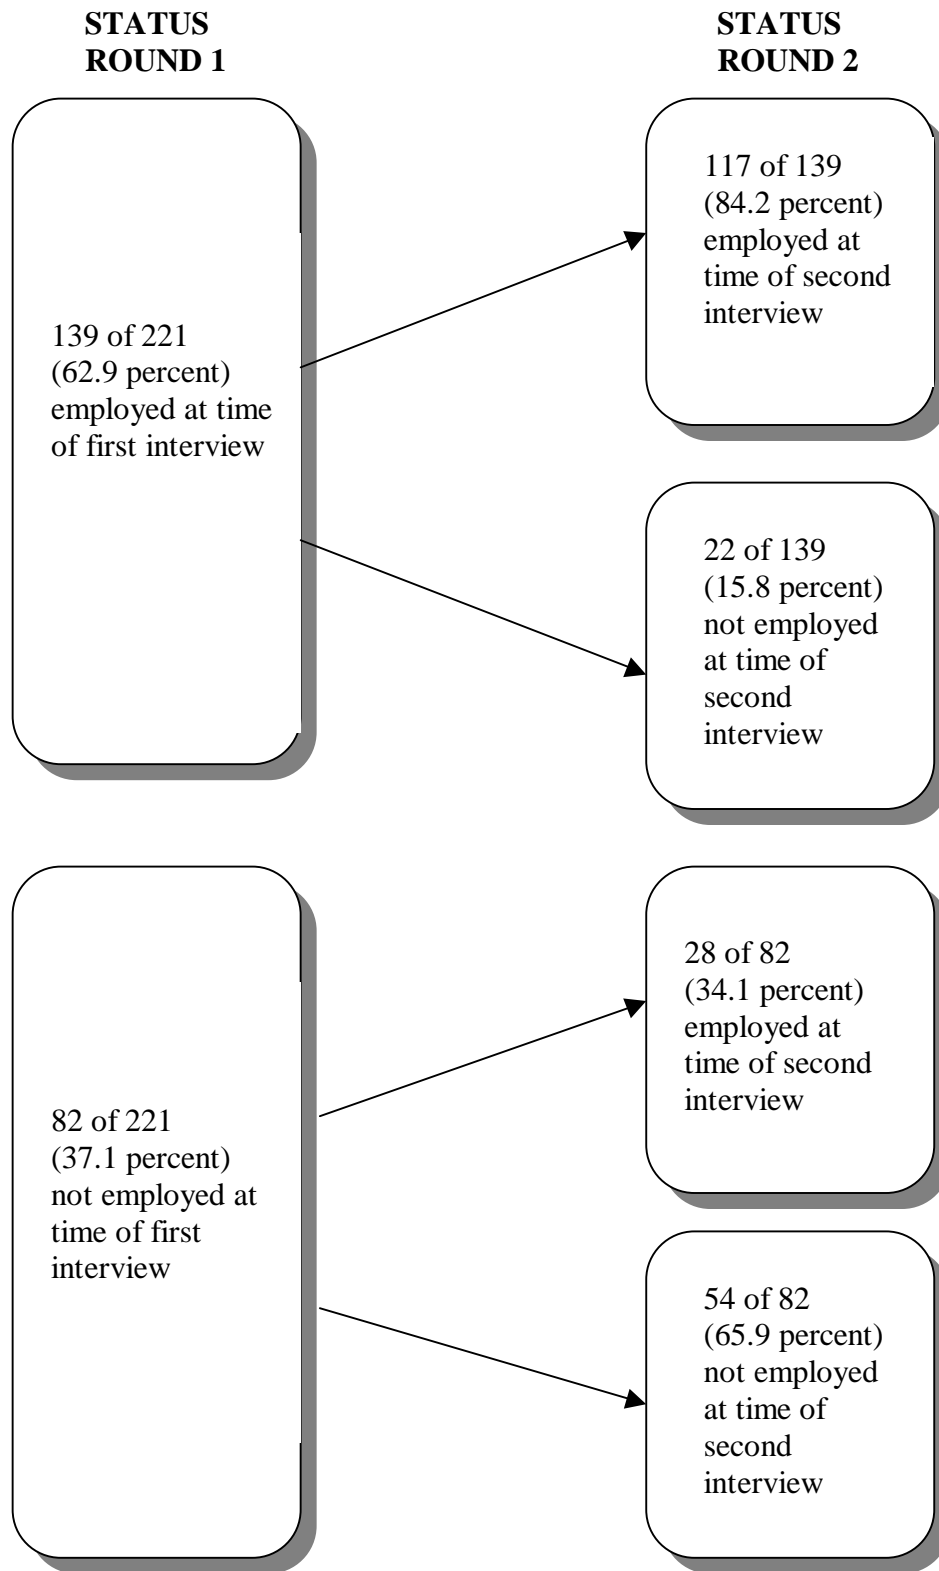 STATUS
ROUND 1
STATUS
ROUND 2
139 of 221
(62.9 percent)
employed at time
of first interview
117 of 139
(84.2 percent)
employed at
time of second
interview
22 of 139
(15.8 percent)
not employed
at time of
second
interview
82 of 221
(37.1 percent)
not employed at
time of first
interview
28 of 82
(34.1 percent)
employed at
time of second
interview
54 of 82
(65.9 percent)
not employed
at time of
second
interview